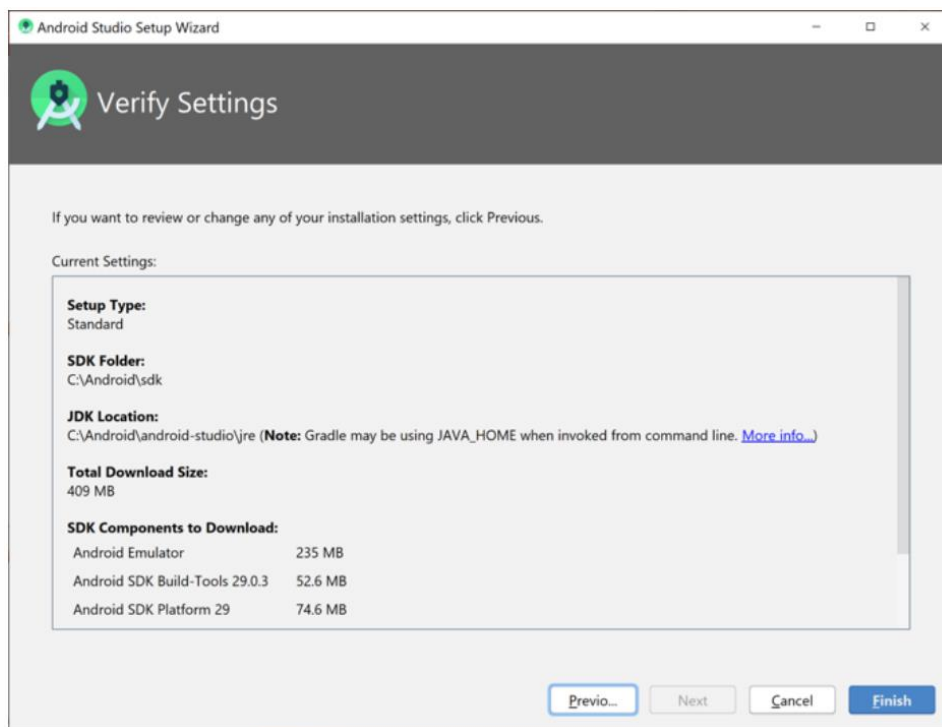 Android Studio Setup Wizard
Verify Settings
If you want to review or change any of your installation settings, click Previous.
Current Settings:
Setup Type:
Standard
SDK Folder:
C:\Android\sdk
JDK Location:
C:\Android\android-studio\jre (Note: Gradle may be using JAVA_HOME when invoked from command line. More info...)
Total Download Size:
409 MB
SDK Components to Download:
Android Emulator 235 MB
Android SDK Build-Tools 29.0.3 52.6 MB
Android SDK Platform 29 74.6 MB
Previo... Next Cancel Finish